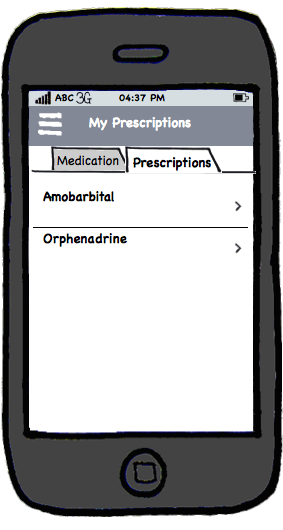 ABC 3G 04:37 PM
My Prescriptions
Medication Prescriptions
Amobarbital
Orphenadrine